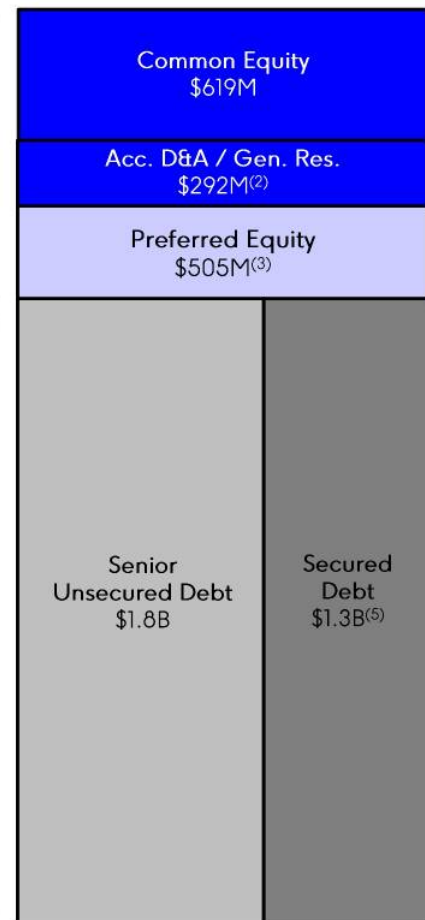 Common Equity
$619M
Acc. D&A / Gen. Res.
$292M(2)
Preferred Equity
$505M(3)
Senior
Unsecured Debt
$1.8B
Secured
Debt
$1.3B(5)